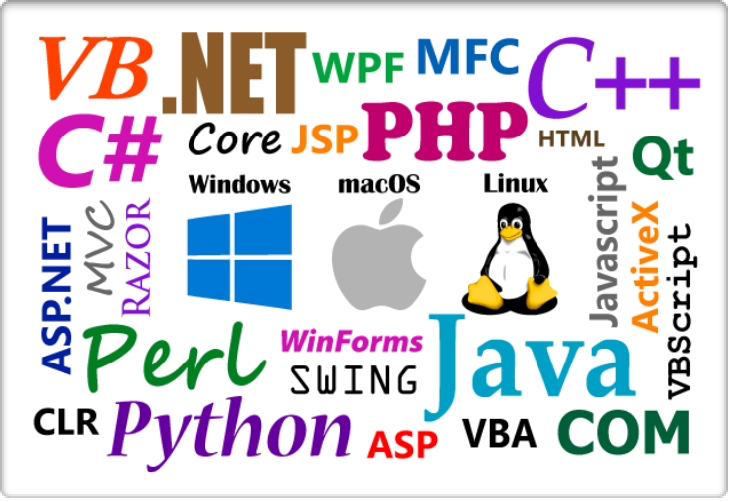 VB .NET WPF MFC C++
C# Core JSP PHP HTML Qt
Windows macOS Linux
ASP.NET MVC RAZOR
Javascript ActiveX VBScript
Perl WinForms Java
SWING
CLR Python ASP VBA COM